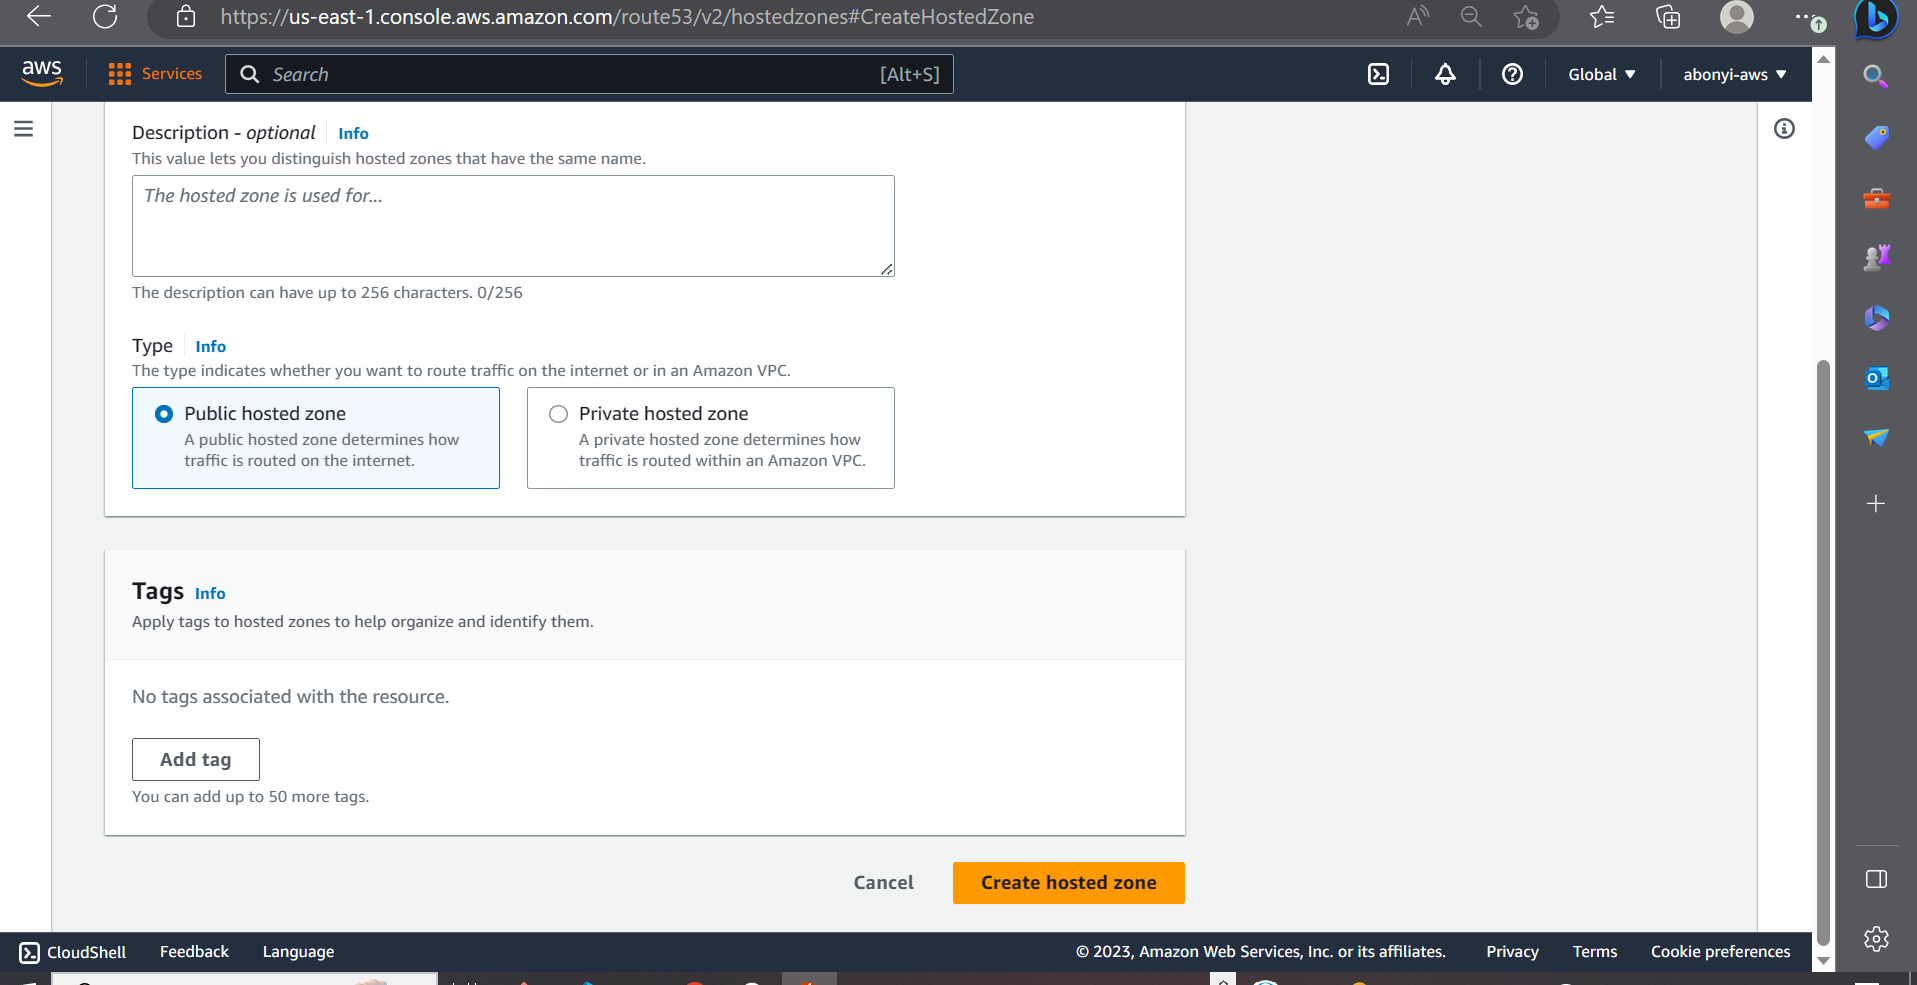 https://us-east-1.console.aws.amazon.com/route53/v2/hostedzones#CreateHostedZone
aws
Services
Search
[Alt+S]
Global
abonyi-aws
Description - optional
Info
This value lets you distinguish hosted zones that have the same name.
The hosted zone is used for...
The description can have up to 256 characters. 0/256
Type
Info
The type indicates whether you want to route traffic on the internet or in an Amazon VPC.
Public hosted zone
A public hosted zone determines how
traffic is routed on the internet.
Private hosted zone
A private hosted zone determines how
traffic is routed within an Amazon VPC.
Tags
Info
Apply tags to hosted zones to help organize and identify them.
No tags associated with the resource.
Add tag
You can add up to 50 more tags.
Cancel
Create hosted zone
CloudShell
Feedback
Language
© 2023, Amazon Web Services, Inc. or its affiliates.
Privacy
Terms
Cookie preferences